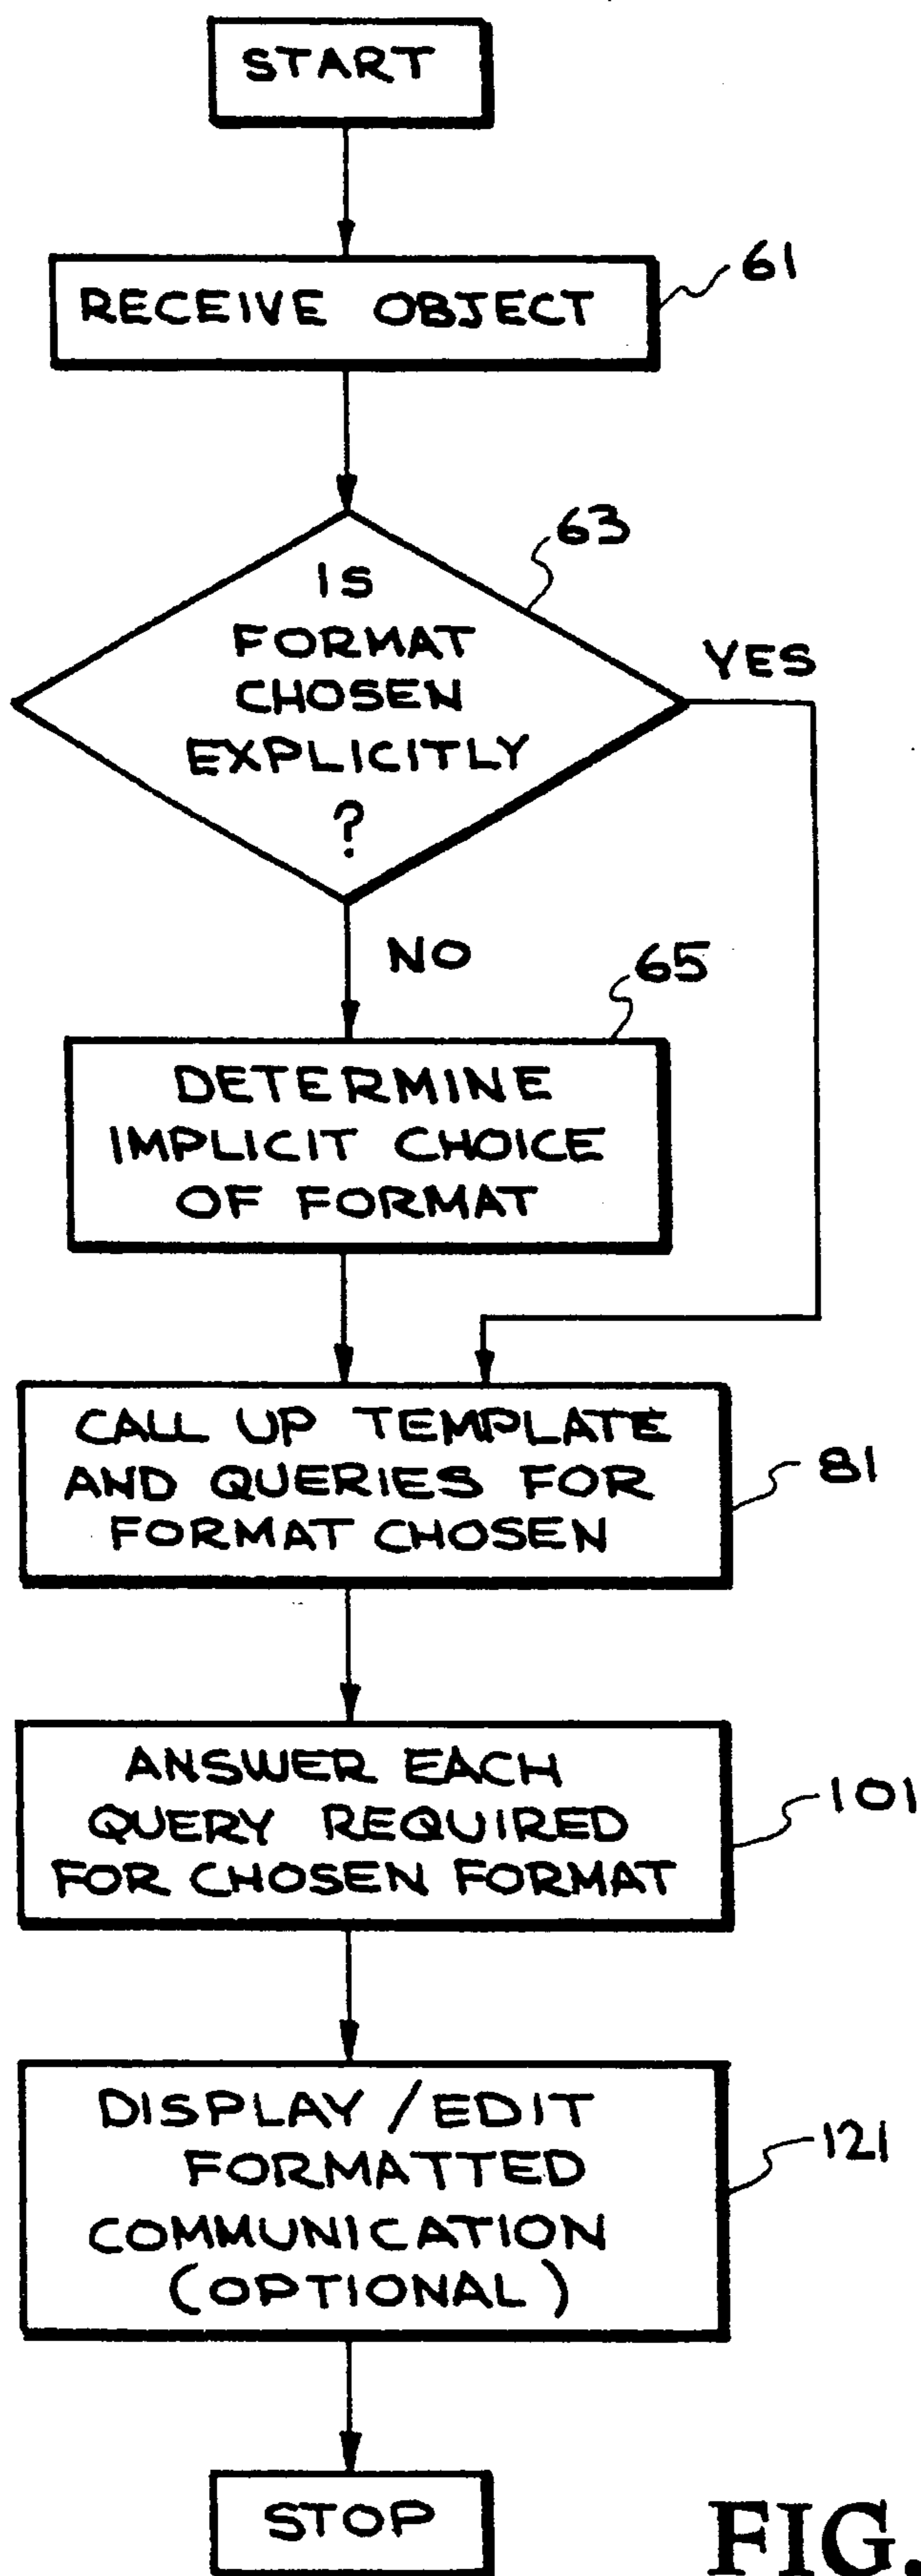 START
RECEIVE OBJECT
61
63
IS
FORMAT
CHOSEN
EXPLICITLY
?
YES
NO
65
DETERMINE
IMPLICIT CHOICE
OF FORMAT
CALL UP TEMPLATE
AND QUERIES FOR
FORMAT CHOSEN
81
ANSWER EACH
QUERY REQUIRED
FOR CHOSEN FORMAT
101
DISPLAY / EDIT
FORMATTED
COMMUNICATION
(OPTIONAL)
121
STOP
FIG.